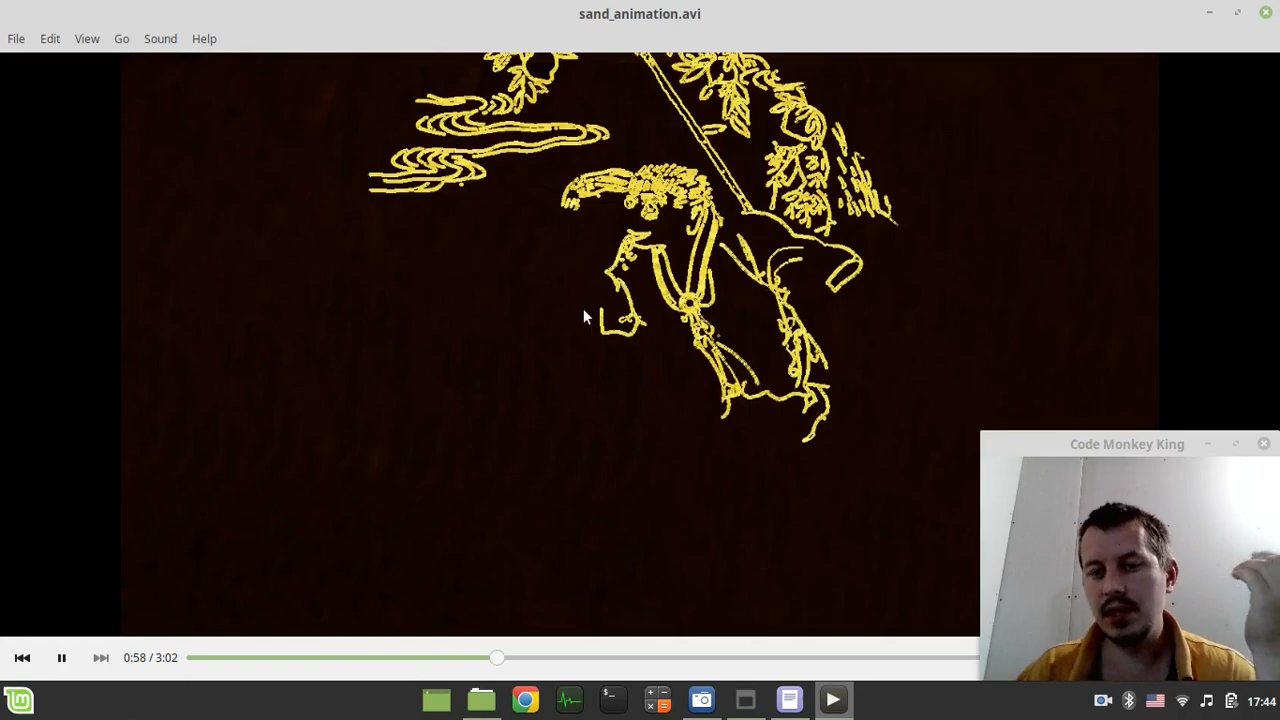 sand_animation.avi
File Edit View Go Sound Help
Code Monkey King
0:58 / 3:02
17:44